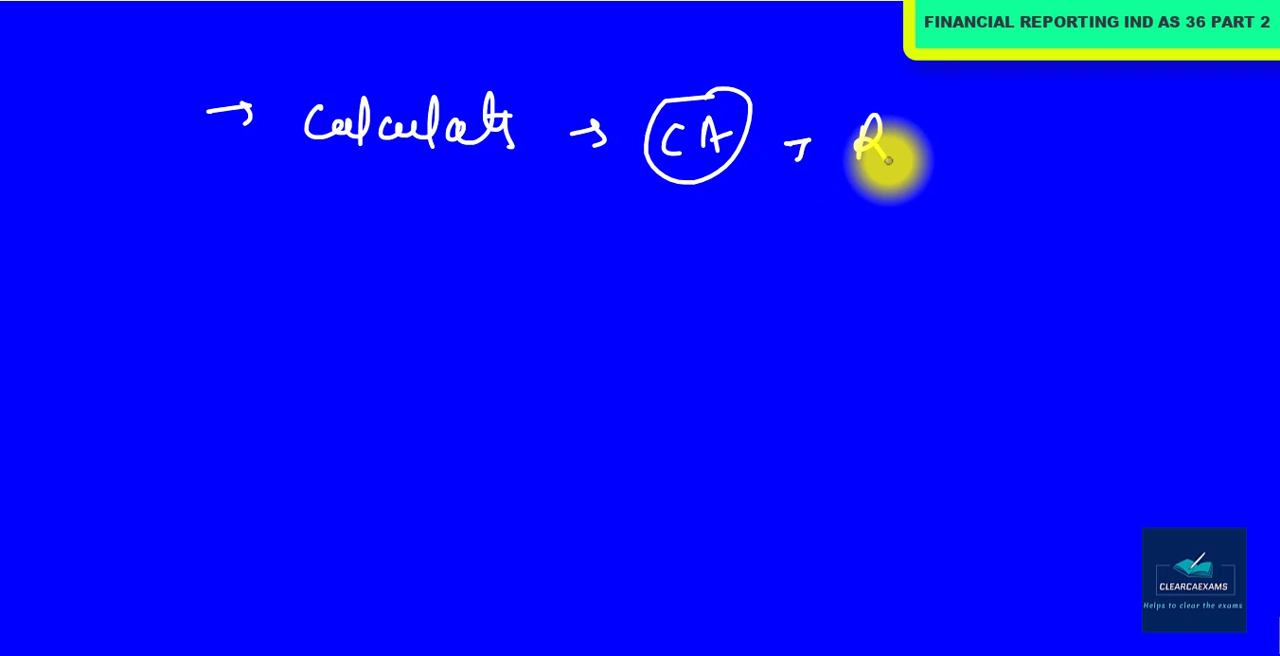 FINANCIAL REPORTING IND AS 36 PART 2
→ Calculate → CA , R
CLEARCAEXAMS
Helps to clear the exams